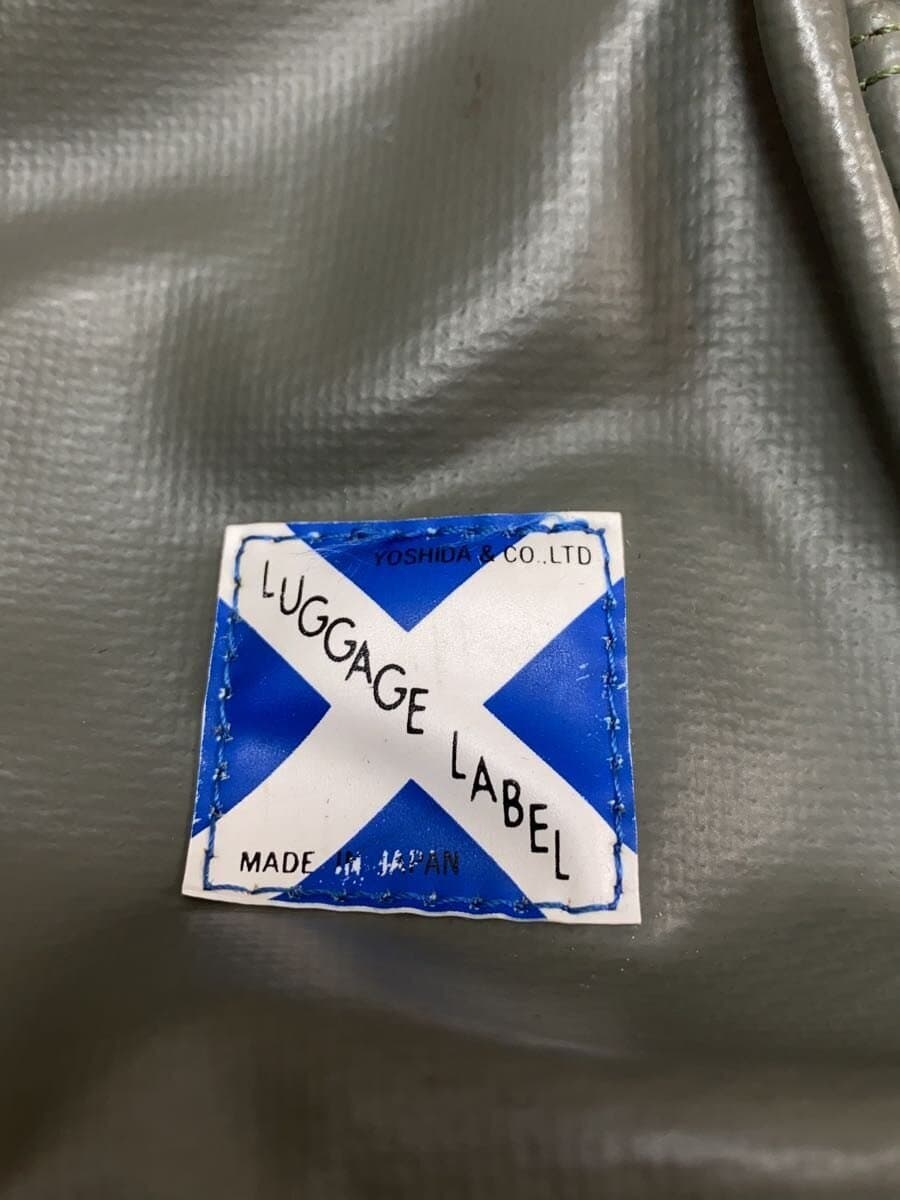 YOSHIDA & CO.,LTD
LUGGAGE LABEL
MADE IN JAPAN